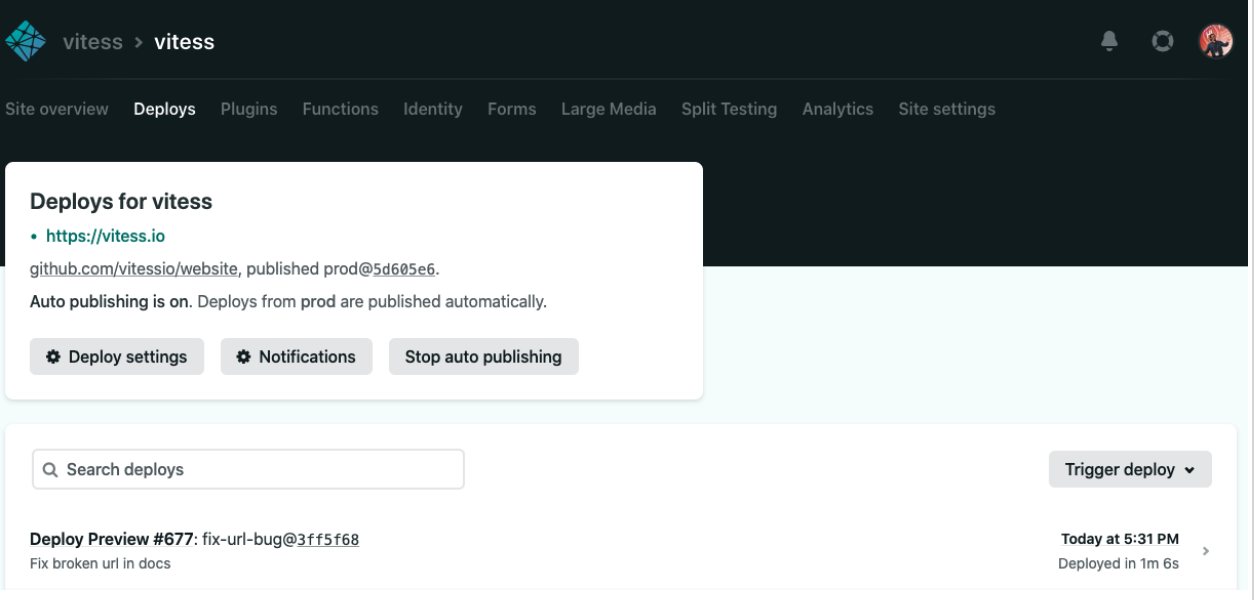 vitess > vitess
Site overview Deploys Plugins Functions Identity Forms Large Media Split Testing Analytics Site settings
Deploys for vitess
• https://vitess.io
github.com/vitessio/website, published prod@5d605e6.
Auto publishing is on. Deploys from prod are published automatically.
Deploy settings Notifications Stop auto publishing
Search deploys Trigger deploy
Deploy Preview #677: fix-url-bug@3ff5f68 Today at 5:31 PM
Fix broken url in docs Deployed in 1m 6s